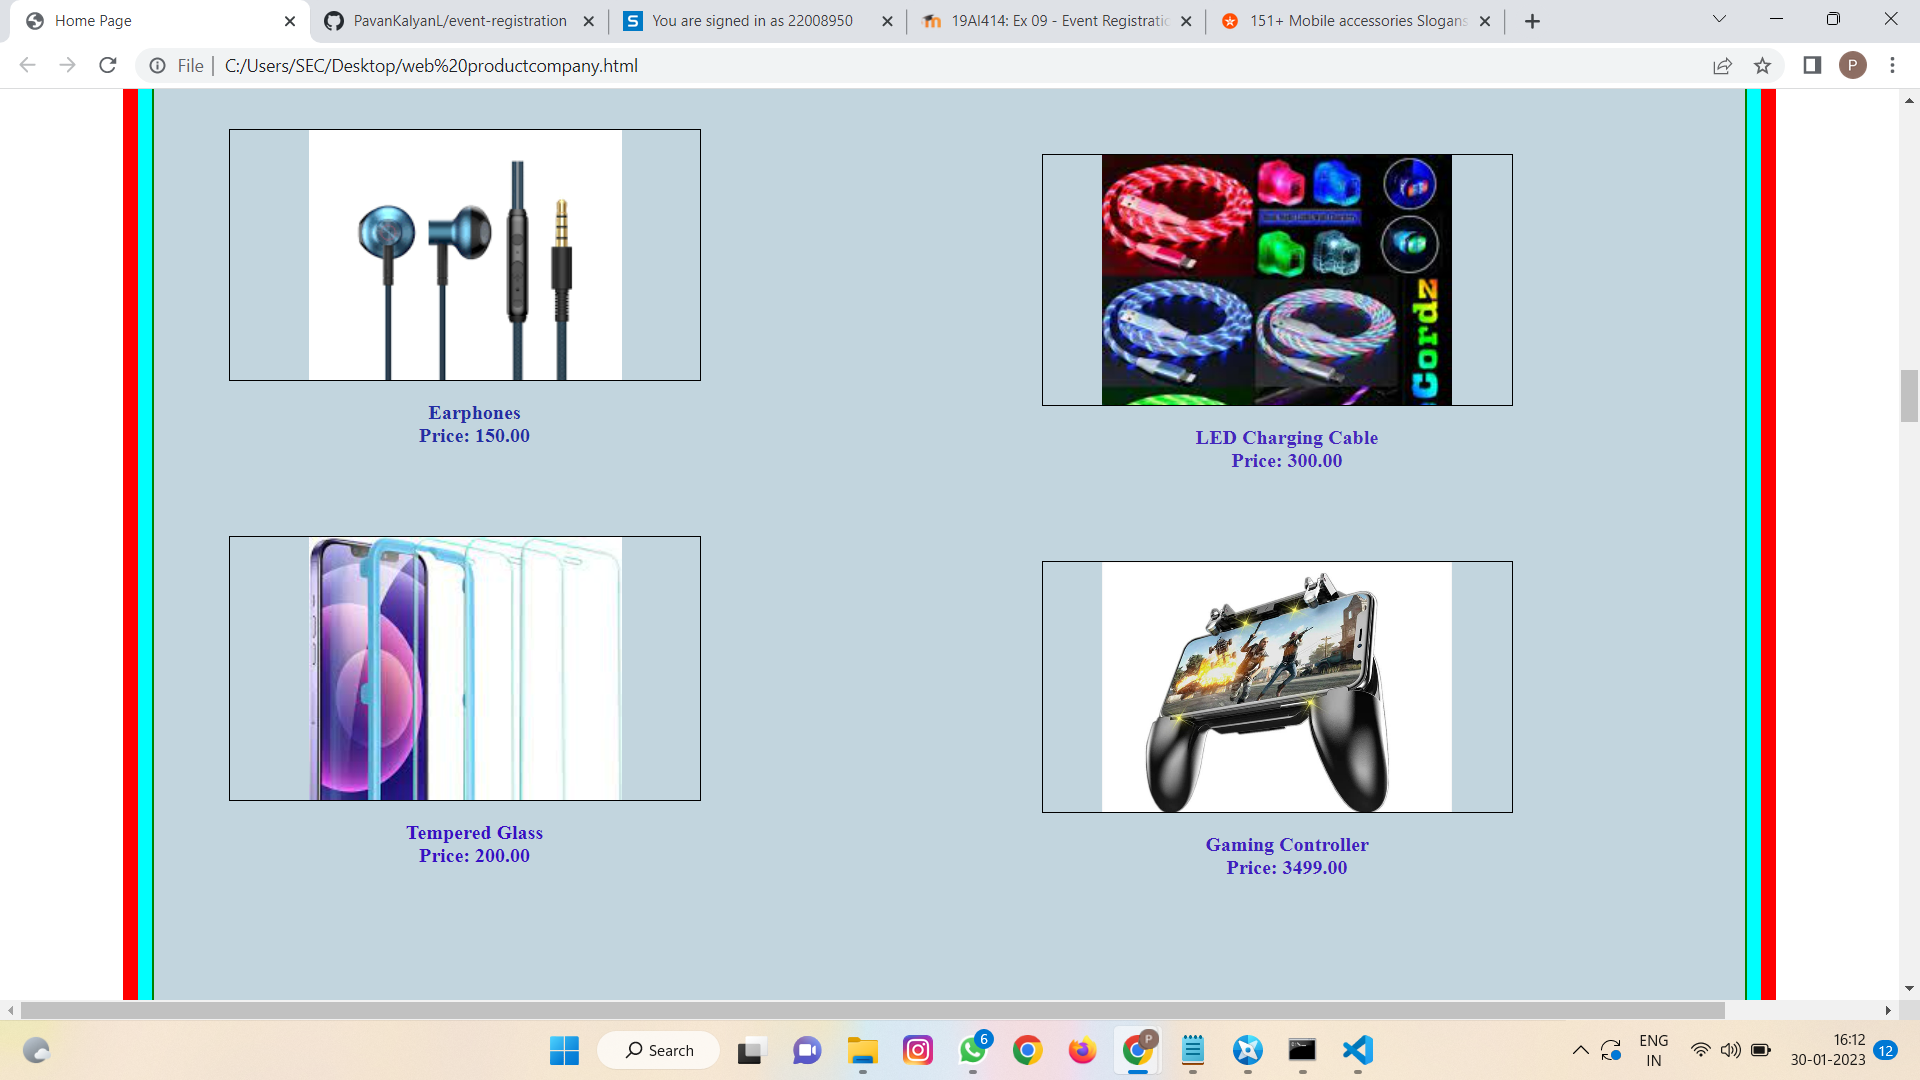 Home Page
PavanKalyanL/event-registration
You are signed in as 22008950
19AI414: Ex 09 - Event Registratio
151+ Mobile accessories Slogans
File
C:/Users/SEC/Desktop/web%20productcompany.html
P
Cordz
Earphones
Price: 150.00
LED Charging Cable
Price: 300.00
Tempered Glass
Price: 200.00
Gaming Controller
Price: 3499.00
Search
6
P
ENG
IN
16:12
30-01-2023
12